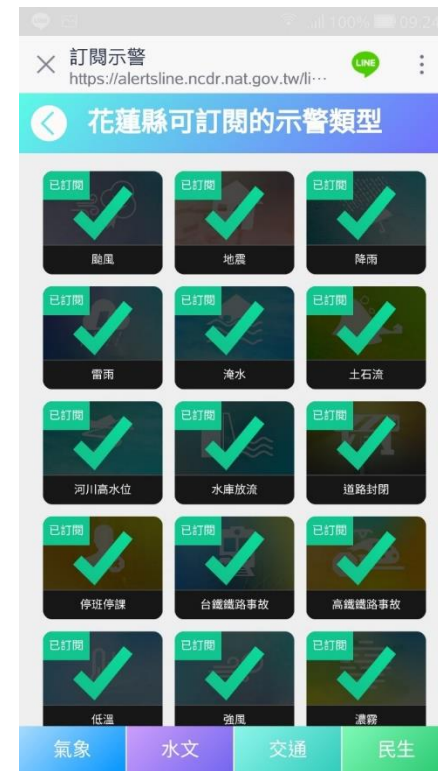 100% 09:24
訂閱示警
https://alertsline.ncdr.nat.gov.tw/li…
LINE
花蓮縣可訂閱的示警類型
已訂閱 已訂閱 已訂閱
颱風 地震 降雨
已訂閱 已訂閱 已訂閱
雷雨 淹水 土石流
已訂閱 已訂閱 已訂閱
河川高水位 水庫放流 道路封閉
已訂閱 已訂閱 已訂閱
停班停課 台鐵鐵路事故 高鐵鐵路事故
已訂閱 已訂閱 已訂閱
低溫 強風 濃霧
氣象 水文 交通 民生